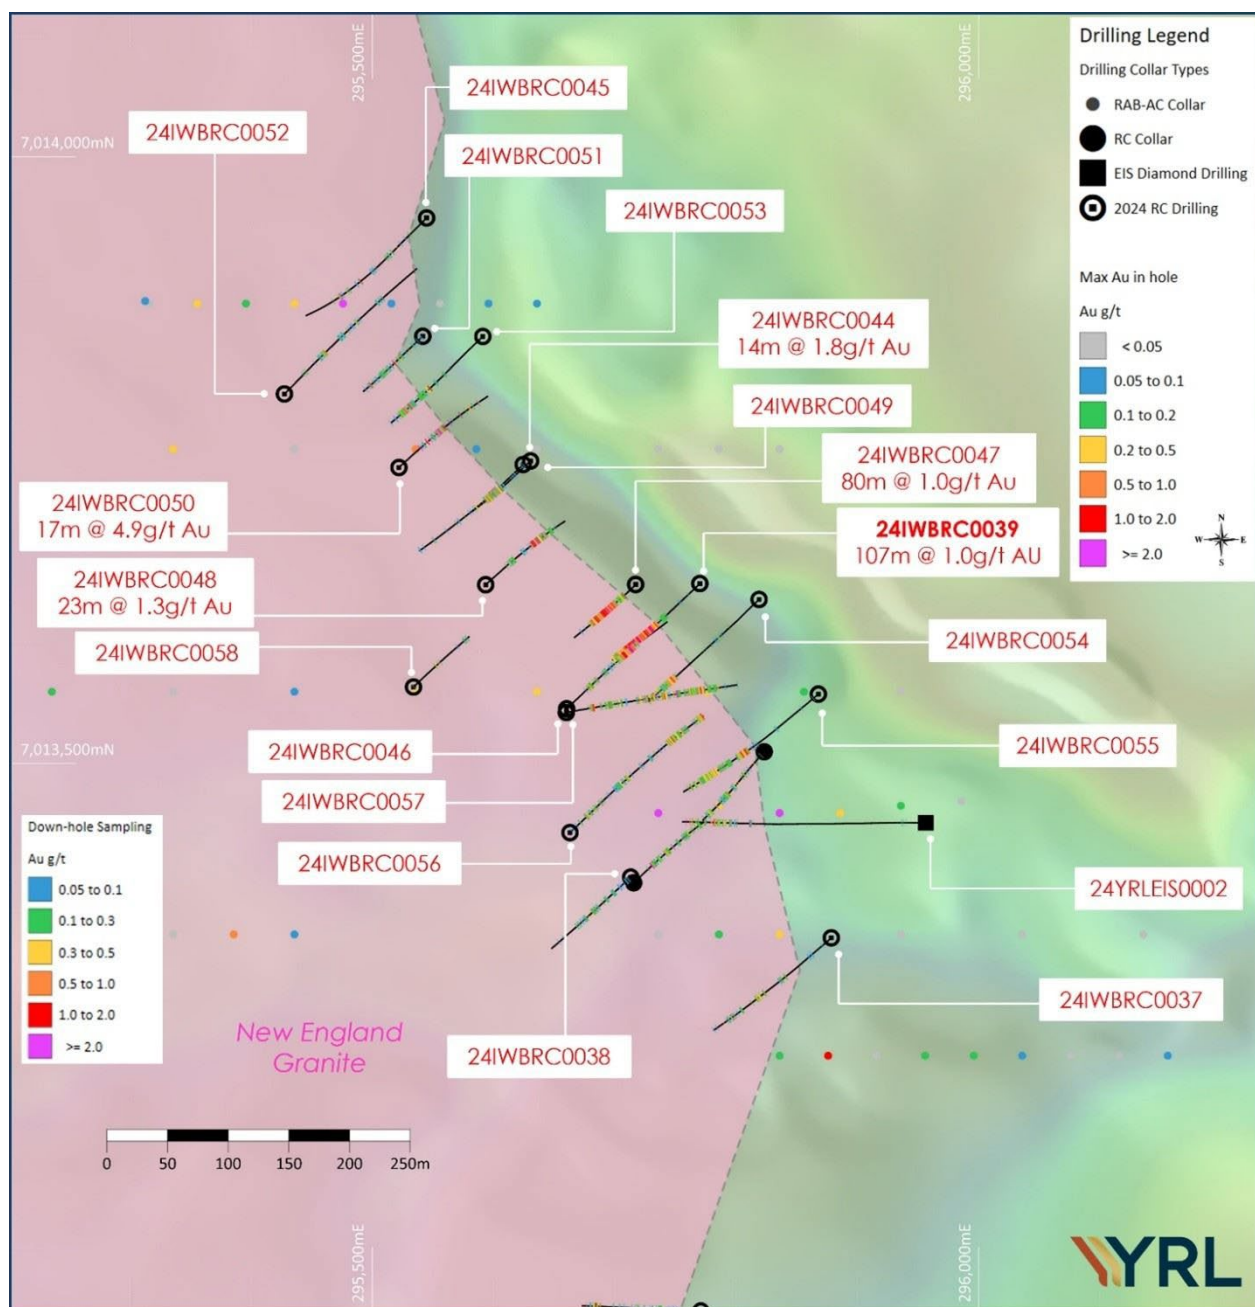 295,500mE
296,000mE
7,014,000mN
24IWBRC0045
24IWBRC0052
24IWBRC0051
24IWBRC0053
24IWBRC0044
14m @ 1.8g/t Au
24IWBRC0049
24IWBRC0047
80m @ 1.0g/t Au
24IWBRC0050
17m @ 4.9g/t Au
24IWBRC0039
107m @ 1.0g/t AU
24IWBRC0048
23m @ 1.3g/t Au
24IWBRC0058
24IWBRC0054
7,013,500mN
24IWBRC0046
24IWBRC0055
24IWBRC0057
24IWBRC0056
24YRLEIS0002
24IWBRC0037
24IWBRC0038
New England
Granite
Drilling Legend
Drilling Collar Types
RAB-AC Collar
RC Collar
EIS Diamond Drilling
2024 RC Drilling
Max Au in hole
Au g/t
< 0.05
0.05 to 0.1
0.1 to 0.2
0.2 to 0.5
0.5 to 1.0
1.0 to 2.0
>= 2.0
N
W
E
S
Down-hole Sampling
Au g/t
0.05 to 0.1
0.1 to 0.3
0.3 to 0.5
0.5 to 1.0
1.0 to 2.0
>= 2.0
0 50 100 150 200 250m
295,500mE
296,000mE
YRL